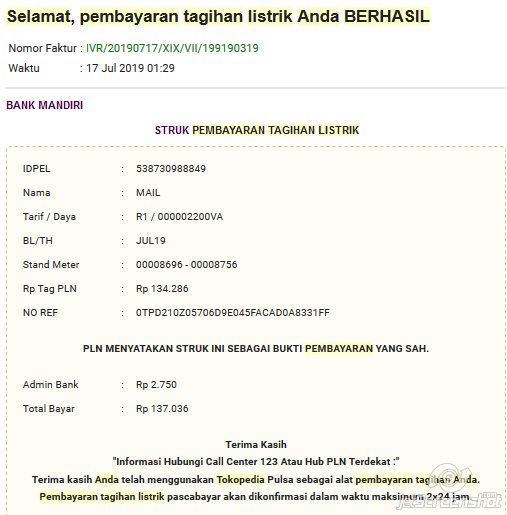 Selamat, pembayaran tagihan listrik Anda BERHASIL
Nomor Faktur : IVR/20190717/XIX/VII/199190319
Waktu : 17 Jul 2019 01:29
BANK MANDIRI
STRUK PEMBAYARAN TAGIHAN LISTRIK
IDPEL : 538730988849
Nama : MAIL
Tarif / Daya : R1 / 000002200VA
BL/TH : JUL19
Stand Meter : 00008696 - 00008756
Rp Tag PLN : Rp 134.286
NO REF : 0TPD210Z05706D9E045FACAD0A8331FF
PLN MENYATAKAN STRUK INI SEBAGAI BUKTI PEMBAYARAN YANG SAH.
Admin Bank : Rp 2.750
Total Bayar : Rp 137.036
Terima Kasih
"Informasi Hubungi Call Center 123 Atau Hub PLN Terdekat :"
Terima kasih Anda telah menggunakan Tokopedia Pulsa sebagai alat pembayaran tagihan Anda.
Pembayaran tagihan listrik pascabayar akan dikonfirmasi dalam waktu maksimum 2x24 jam.
jetscreenshot.com